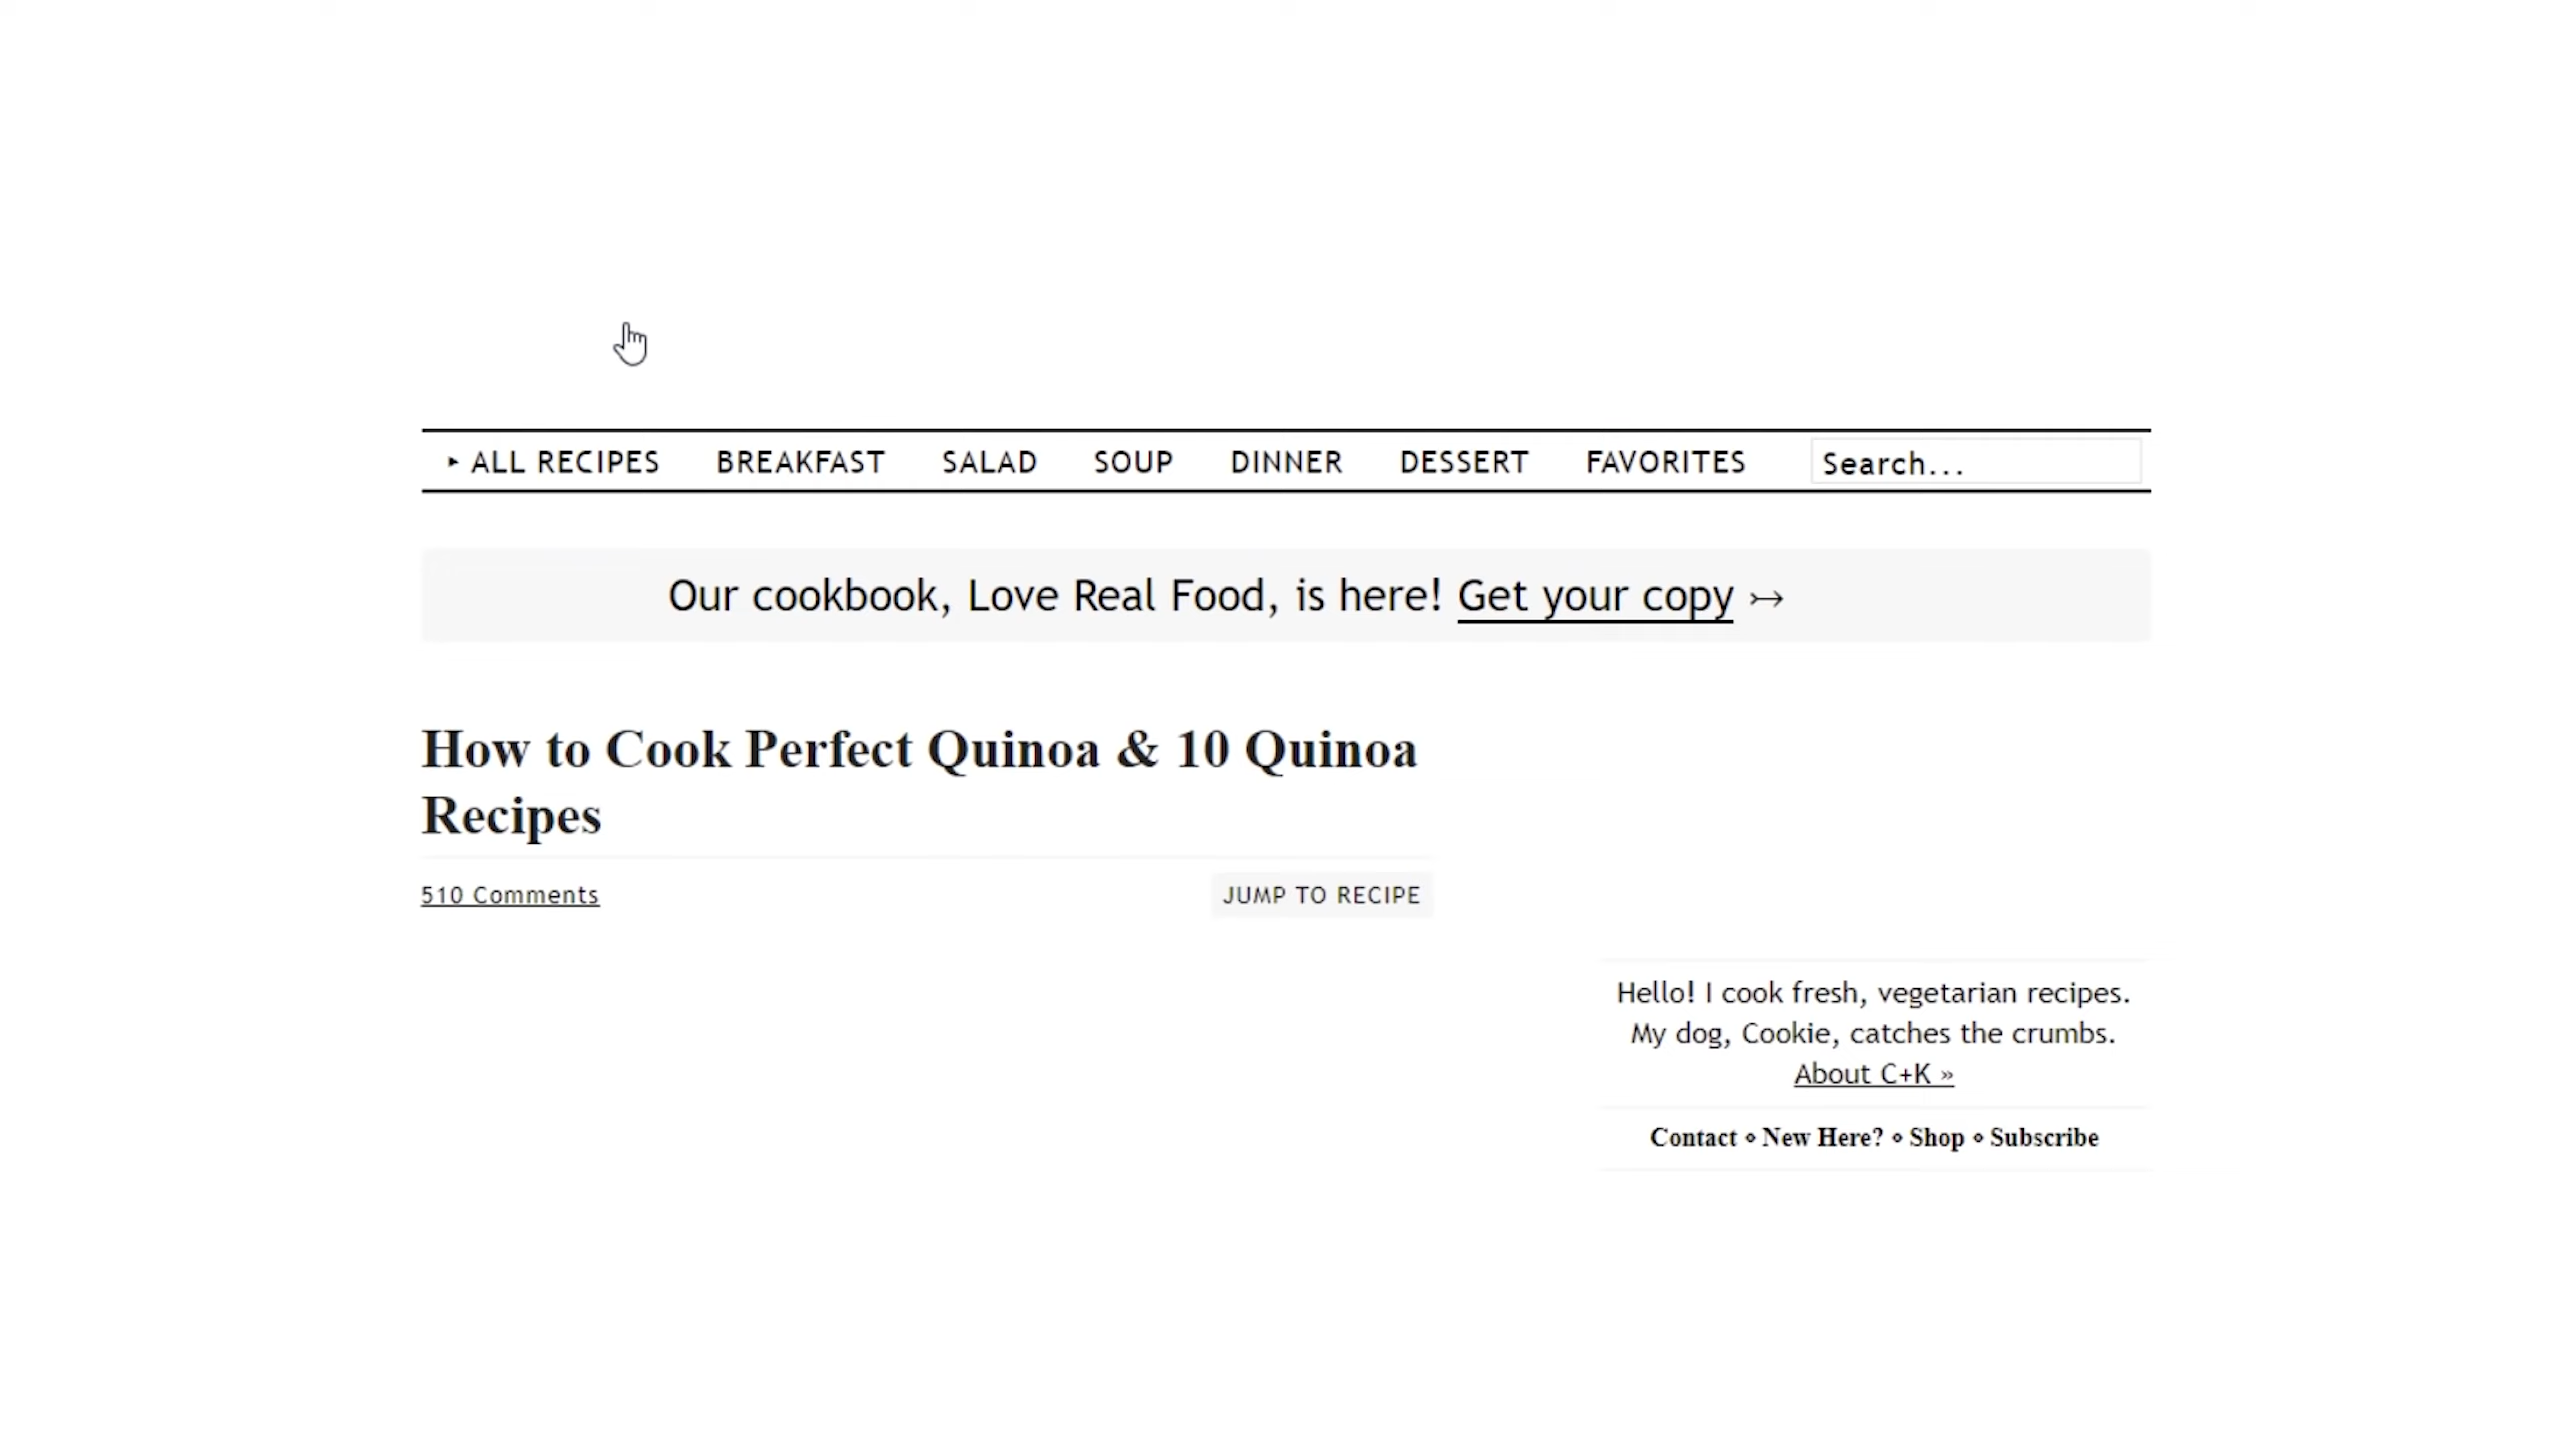 ▸ ALL RECIPES BREAKFAST SALAD SOUP DINNER DESSERT FAVORITES Search...
Our cookbook, Love Real Food, is here! Get your copy ↣
How to Cook Perfect Quinoa & 10 Quinoa
Recipes
510 Comments JUMP TO RECIPE
Hello! I cook fresh, vegetarian recipes.
My dog, Cookie, catches the crumbs.
About C+K »
Contact ⋄ New Here? ⋄ Shop ⋄ Subscribe